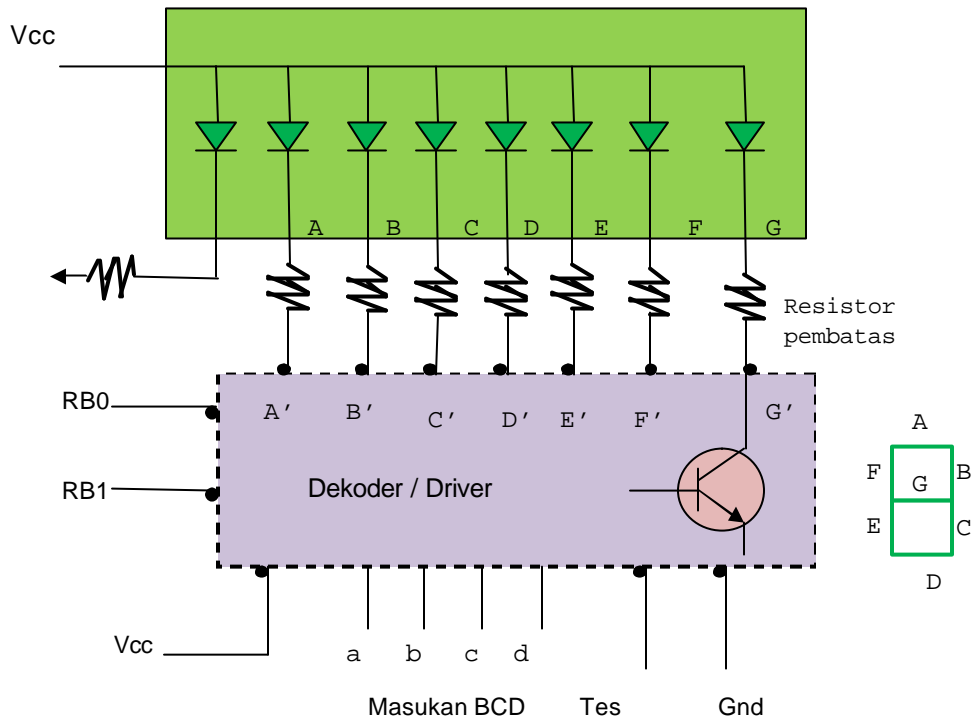 Vcc
A B C D E F G
Resistor
pembatas
RB0
A' B' C' D' E' F' G'
A
F B
G
RB1
Dekoder / Driver
E C
D
Vcc
a b c d
Masukan BCD Tes Gnd